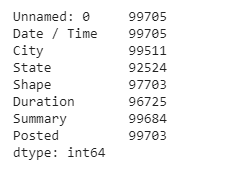 Unnamed: 0     99705
Date / Time    99705
City           99511
State          92524
Shape          97703
Duration       96725
Summary        99684
Posted         99703
dtype: int64